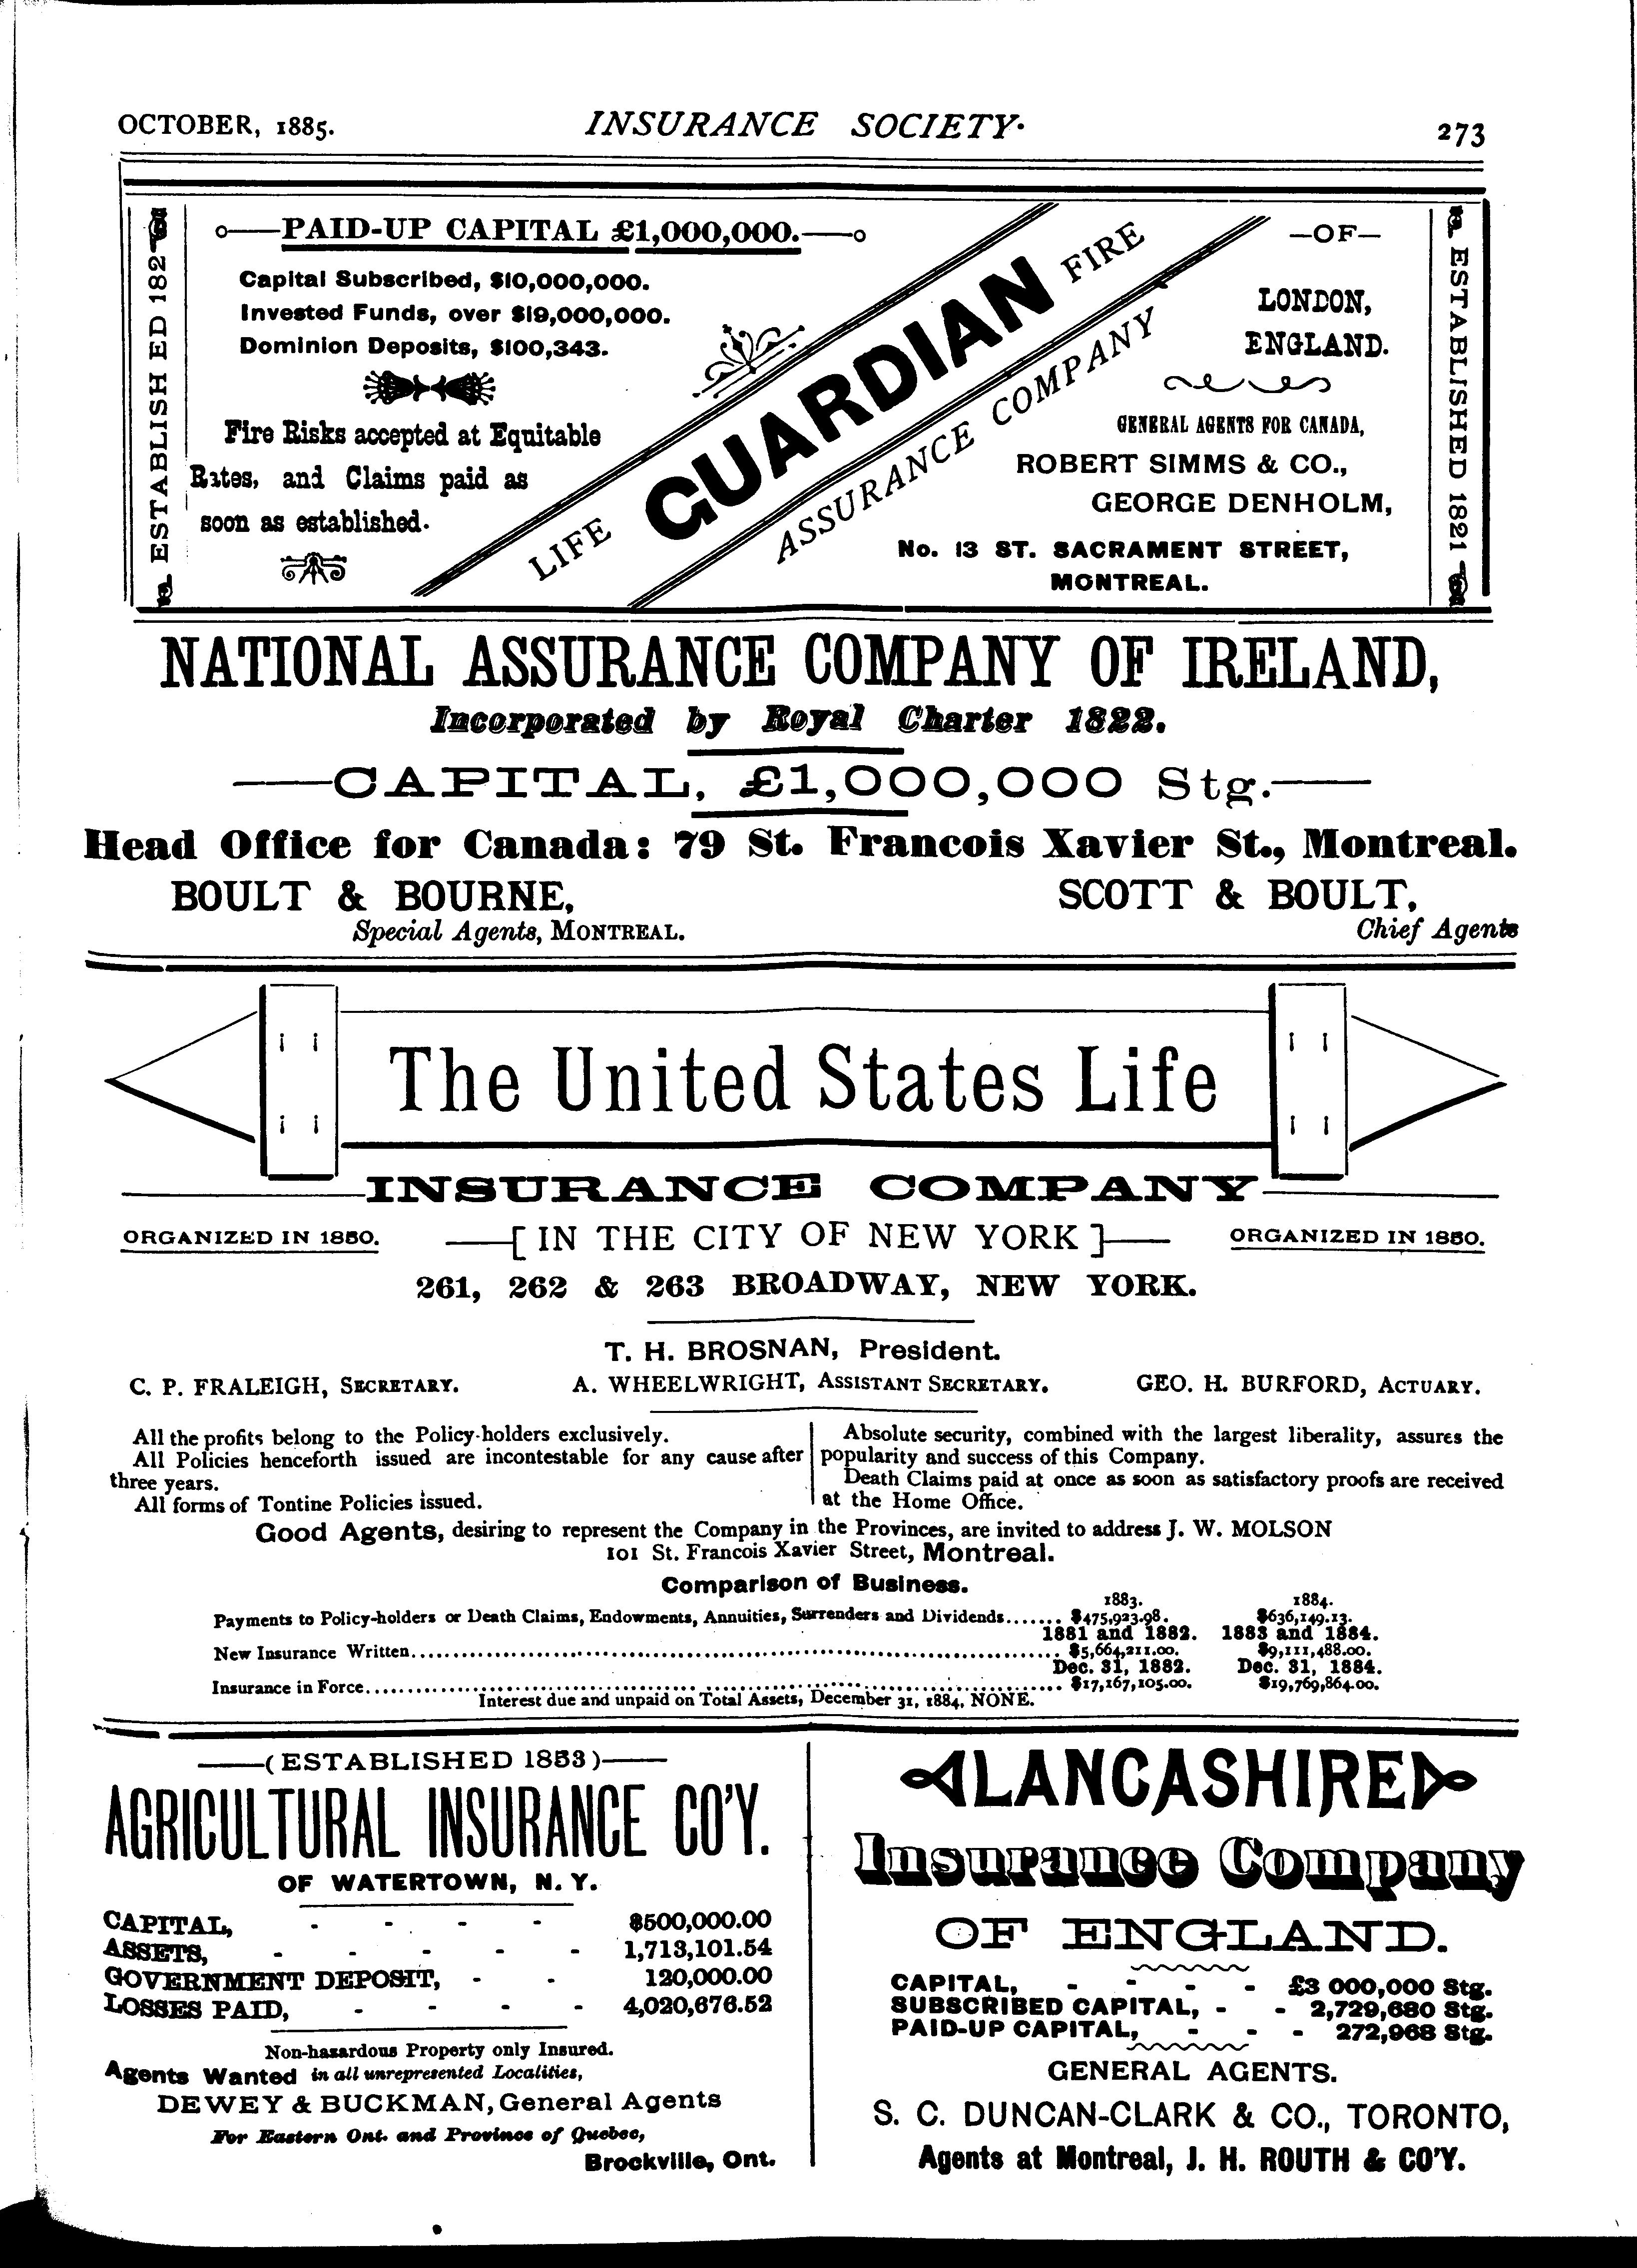 OCTOBER, 1885.
INSURANCE SOCIETY.
273
ESTABLISHED 182
PAID-UP CAPITAL £1,000,000.
Capital Subscribed, $10,000,000.
Invested Funds, over $19,000,000.
Dominion Deposits, $100,343.
Fire Risks accepted at Equitable
Rates, and Claims paid as
soon as established.
LIFE GUARDIAN FIRE
ASSURANCE COMPANY
—OF—
LONDON,
ENGLAND.
GENERAL AGENTS FOR CANADA,
ROBERT SIMMS & CO.,
GEORGE DENHOLM,
No. 13 ST. SACRAMENT STREET,
MONTREAL.
ESTABLISHED 1821
NATIONAL ASSURANCE COMPANY OF IRELAND,
Incorporated by Royal Charter 1822.
CAPITAL, £1,000,000 Stg.
Head Office for Canada: 79 St. Francois Xavier St., Montreal.
BOULT & BOURNE,
Special Agents, MONTREAL.
SCOTT & BOULT,
Chief Agents
The United States Life
INSURANCE COMPANY
ORGANIZED IN 1850.
[ IN THE CITY OF NEW YORK ]
ORGANIZED IN 1850.
261, 262 & 263 BROADWAY, NEW YORK.
T. H. BROSNAN, President.
C. P. FRALEIGH, SECRETARY.
A. WHEELWRIGHT, ASSISTANT SECRETARY.
GEO. H. BURFORD, ACTUARY.
All the profits belong to the Policy-holders exclusively.
All Policies henceforth issued are incontestable for any cause after
three years.
All forms of Tontine Policies issued.
Absolute security, combined with the largest liberality, assures the
popularity and success of this Company.
Death Claims paid at once as soon as satisfactory proofs are received
at the Home Office.
Good Agents, desiring to represent the Company in the Provinces, are invited to address J. W. MOLSON
101 St. Francois Xavier Street, Montreal.
Comparison of Business.
1883. 1884.
Payments to Policy-holders or Death Claims, Endowments, Annuities, Surrenders and Dividends....... $475,923.98. $636,149.13.
1881 and 1882. 1883 and 1884.
New Insurance Written.................... $5,664,211.00. $9,111,488.00.
Dec. 31, 1882. Dec. 31, 1884.
Insurance in Force.................... $17,167,105.00. $19,769,864.00.
Interest due and unpaid on Total Assets, December 31, 1884, NONE.
(ESTABLISHED 1853)
AGRICULTURAL INSURANCE CO'Y.
OF WATERTOWN, N. Y.
CAPITAL, - - - - $500,000.00
ASSETS, - - - - - 1,713,101.54
GOVERNMENT DEPOSIT, - - 120,000.00
LOSSES PAID, - - - - 4,020,676.52
Non-hazardous Property only Insured.
Agents Wanted in all unrepresented Localities,
DEWEY & BUCKMAN, General Agents
For Eastern Ont. and Province of Quebec,
Brockville, Ont.
LANCASHIRE
Insurance Company
OF ENGLAND.
CAPITAL, - - - - £3 000,000 Stg.
SUBSCRIBED CAPITAL, - - 2,729,680 Stg.
PAID-UP CAPITAL, - - - 272,968 Stg.
GENERAL AGENTS.
S. C. DUNCAN-CLARK & CO., TORONTO,
Agents at Montreal, J. H. ROUTH & CO'Y.